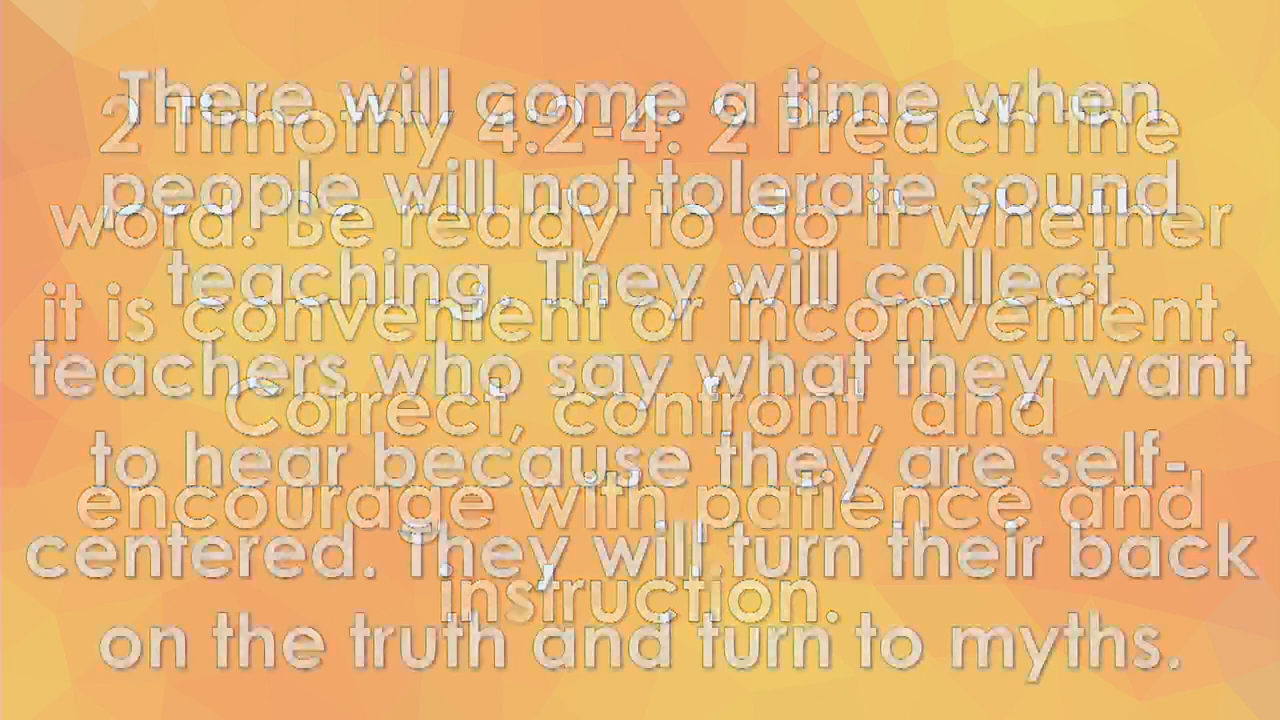 2 Timothy 4:2-4: 2 Preach the
word. Be ready to do it whether
it is convenient or inconvenient.
Correct, confront, and
encourage with patience and
instruction.
There will come a time when
people will not tolerate sound
teaching. They will collect
teachers who say what they want
to hear because they are self-
centered. They will turn their back
on the truth and turn to myths.